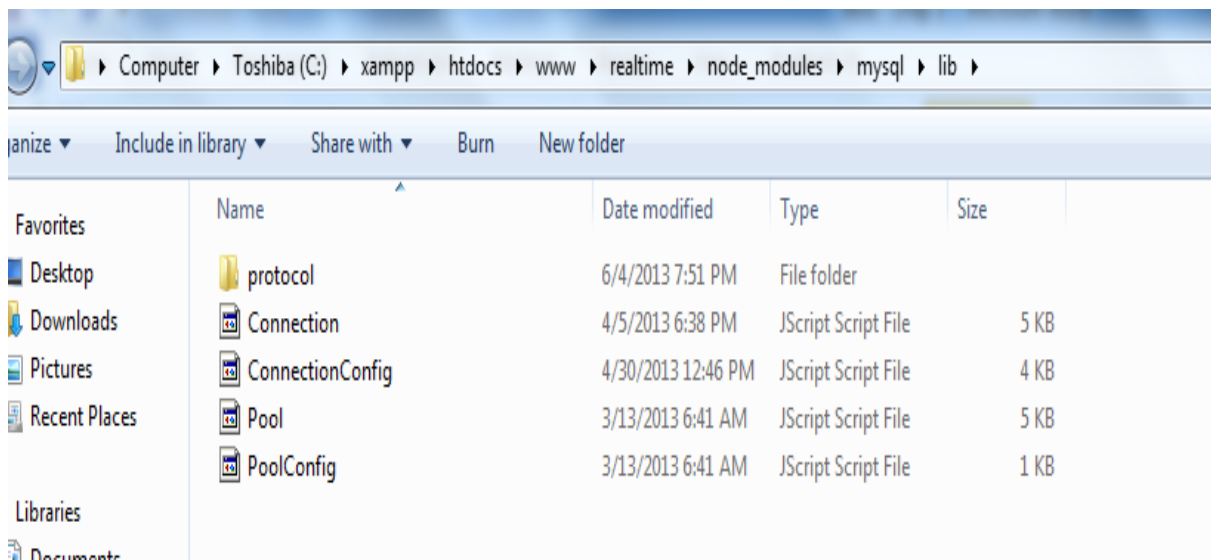 Computer Toshiba (C:) xampp htdocs www realtime node_modules mysql lib
ganize Include in library Share with Burn New folder
Name Date modified Type Size
Favorites
Desktop
Downloads
Pictures
Recent Places
Libraries
Documents
protocol 6/4/2013 7:51 PM File folder
Connection 4/5/2013 6:38 PM JScript Script File 5 KB
ConnectionConfig 4/30/2013 12:46 PM JScript Script File 4 KB
Pool 3/13/2013 6:41 AM JScript Script File 5 KB
PoolConfig 3/13/2013 6:41 AM JScript Script File 1 KB